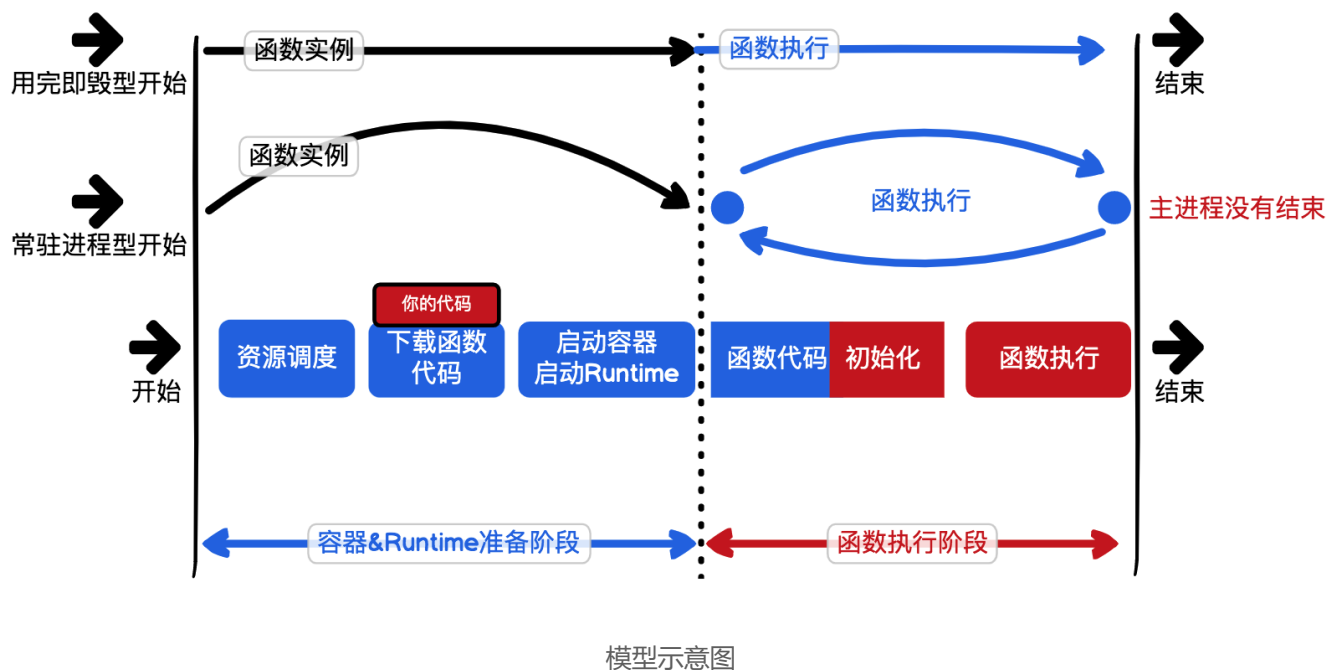 函数实例
函数执行
用完即毁型开始
结束
函数实例
函数执行
常驻进程型开始
主进程没有结束
你的代码
资源调度
下载函数
代码
启动容器
启动Runtime
函数代码
初始化
函数执行
开始
结束
容器&Runtime准备阶段
函数执行阶段
模型示意图